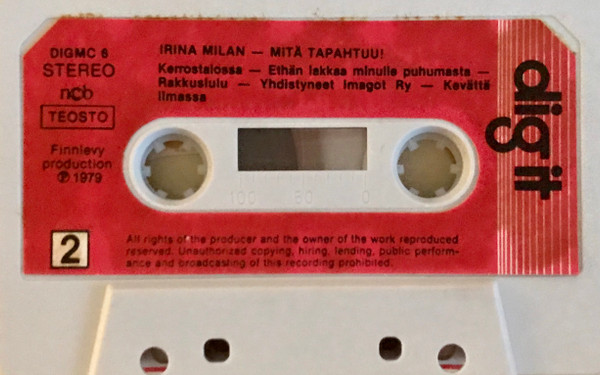 DIGMC 6
STEREO
ncb
TEOSTO
Finnlevy
production
Ⓟ 1979
2
IRINA MILAN — MITÄ TAPAHTUU!
Kerrostalossa — Ethän lakkaa minulle puhumasta —
Rakkuslulu — Yhdistyneet Imagot Ry — Kevättä
ilmassa
100 50 0
All rights of the producer and the owner of the work reproduced
reserved. Unauthorized copying, hiring, lending, public perform-
ance and broadcasting of this recording prohibited.
dig it